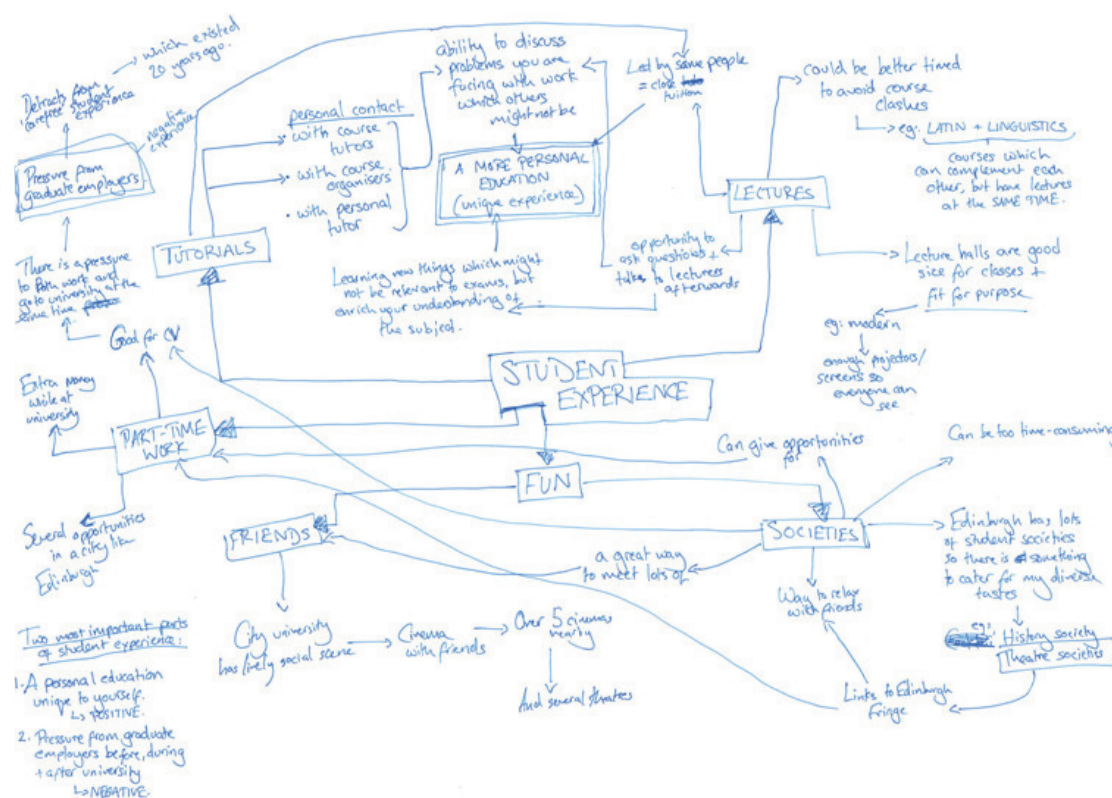 which existed
20 years ago.
Detracts from
'carefree' student
experience
negative
experience
Pressure from
graduate employers
There is a pressure
to both work and
go to university at the
same time
Good for CV
Extra money
while at
university
PART-TIME
WORK
Several opportunities
in a city like
Edinburgh
Two most important parts
of student experience:
1. A personal education
unique to yourself.
↳ POSITIVE.
2. Pressure from graduate
employers before, during
+ after university
↳ NEGATIVE.
TUTORIALS
personal contact
• with course
tutors
• with course
organisers
• with personal
tutor
ability to discuss
problems you are
facing with work
which others
might not be
A MORE PERSONAL
EDUCATION
(unique experience)
Learning new things which might
not be relevant to exams, but
enrich your understanding of
the subject.
Led by same people
= close
tuition
opportunity to
ask questions +
talk to lecturers
afterwards
LECTURES
could be better timed
to avoid course
clashes
eg. LATIN + LINGUISTICS
courses which
can complement each
other, but have lectures
at the SAME TIME.
Lecture halls are good
size for classes +
fit for purpose
eg: modern
enough projectors/
screens so
everyone can
see
STUDENT
EXPERIENCE
FUN
FRIENDS
City university
has lively social scene
Cinema
with friends
Over 5 cinemas
nearby
And several theatres
a great way
to meet lots of
Can give opportunities
for
Can be too time-consuming
SOCIETIES
Way to relax
with friends
Edinburgh has lots
of student societies
so there is something
to cater for my diverse
tastes
eg:
History society
Theatre societies
Links to Edinburgh
Fringe